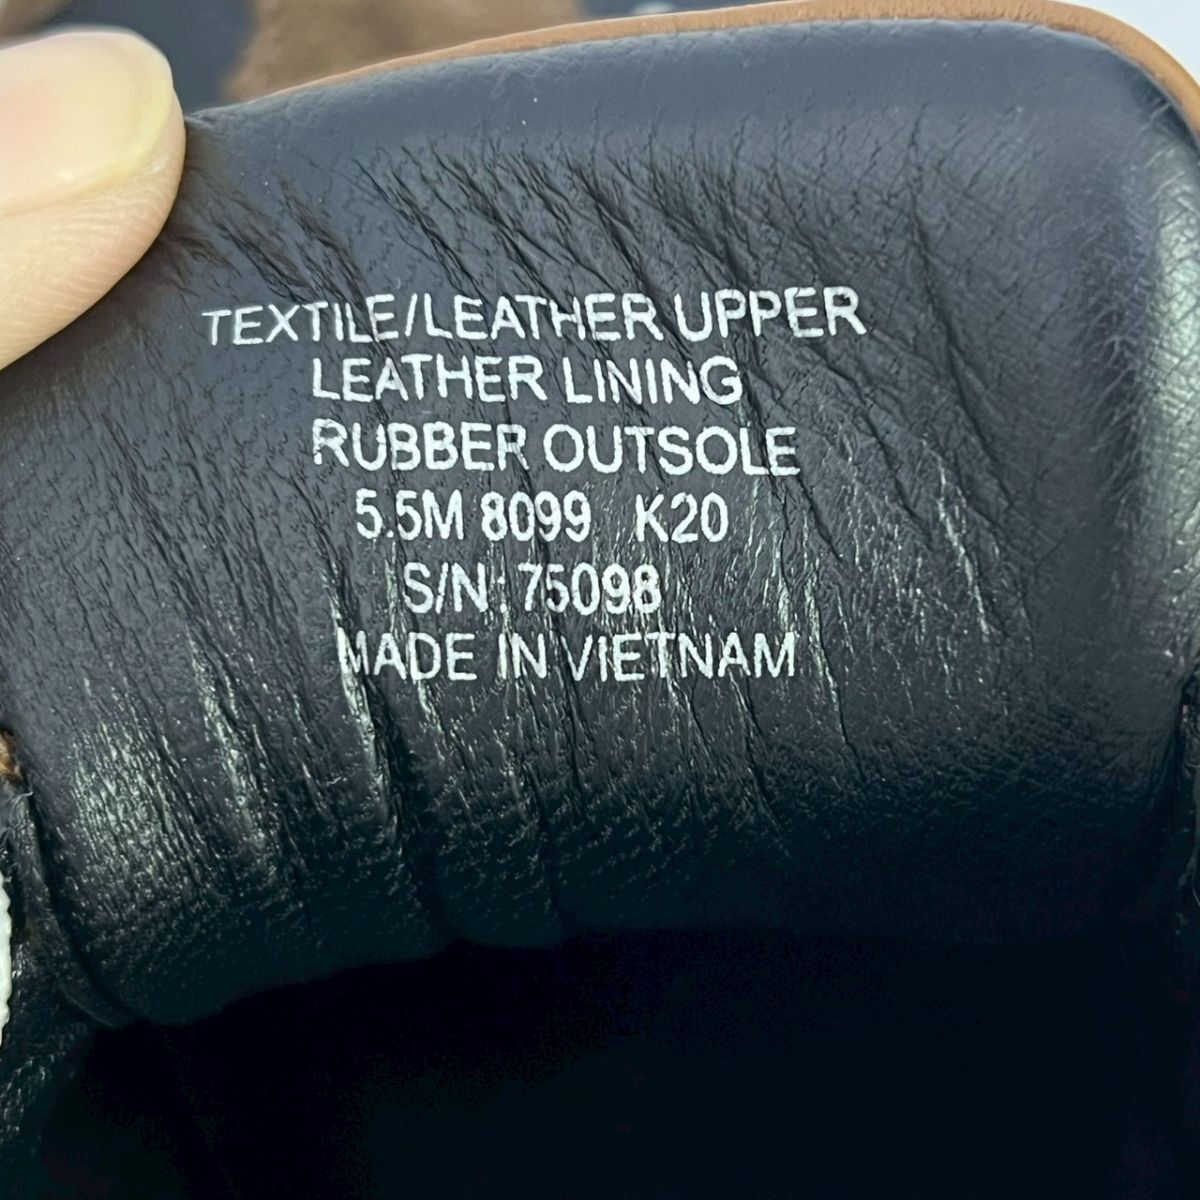 TEXTILE/LEATHER UPPER
LEATHER LINING
RUBBER OUTSOLE
5.5M 8099 K20
S/N: 75098
MADE IN VIETNAM